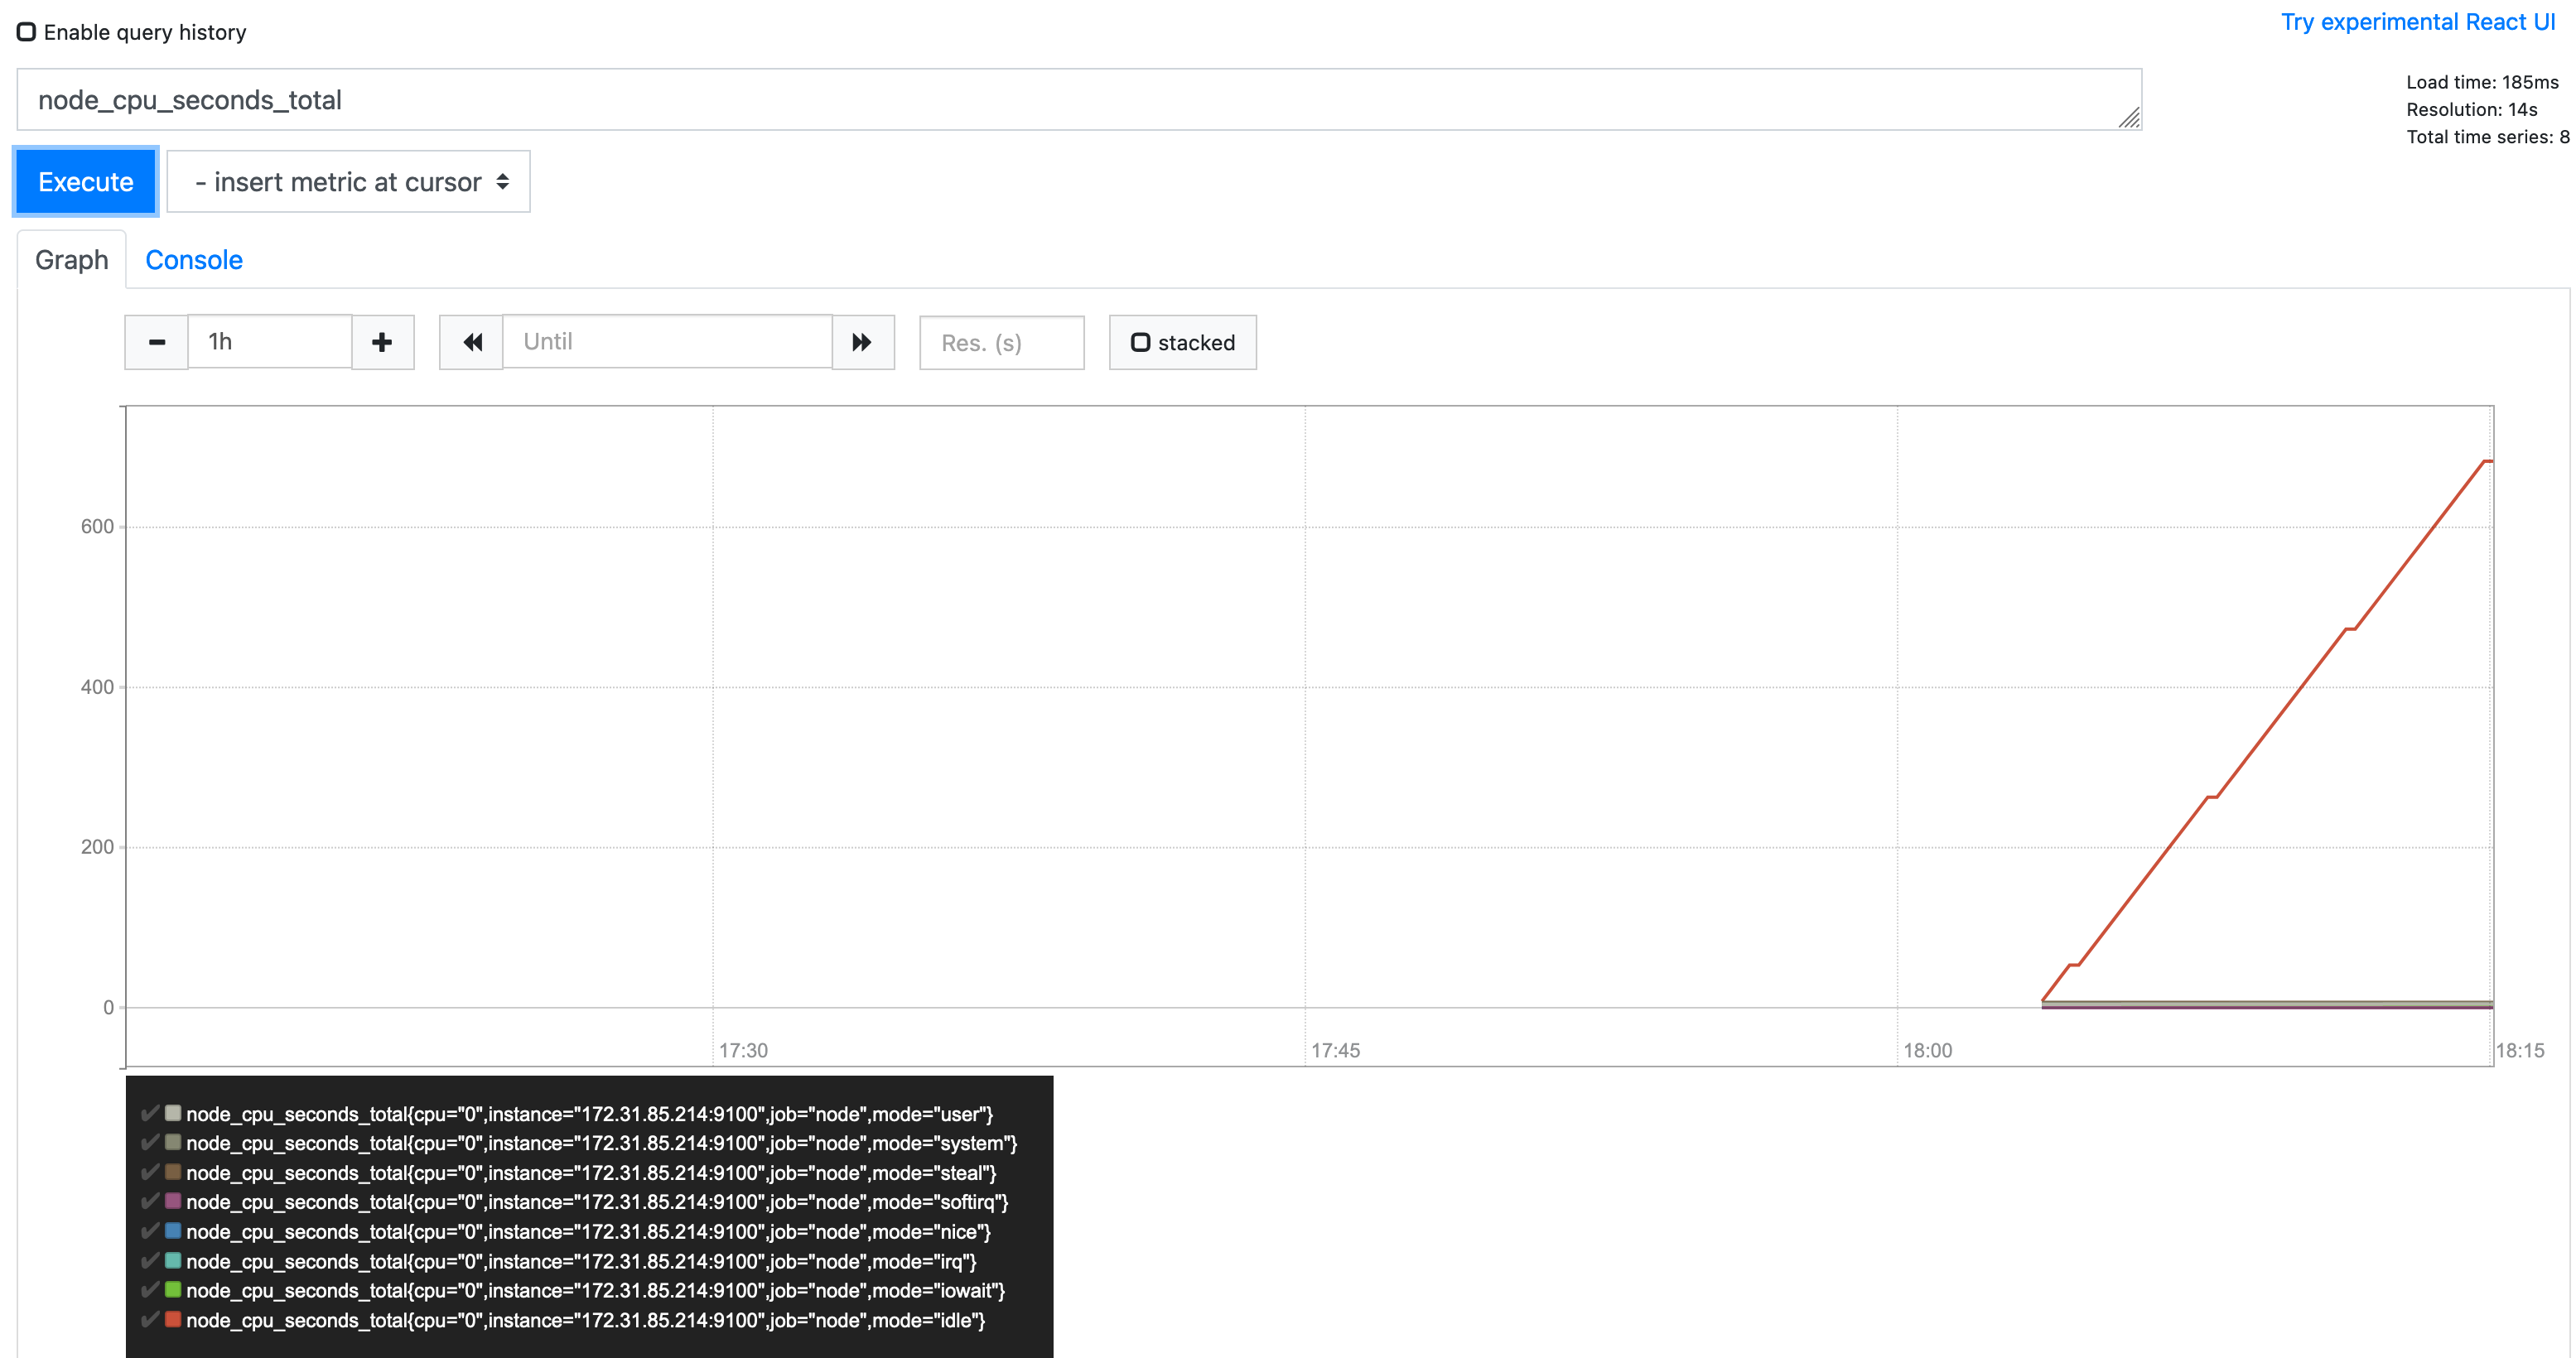 Enable query history
Try experimental React UI
node_cpu_seconds_total
Load time: 185ms
Resolution: 14s
Total time series: 8
Execute
- insert metric at cursor
Graph
Console
1h
Until
Res. (s)
stacked
600
400
200
0
17:30
17:45
18:00
18:15
node_cpu_seconds_total{cpu="0",instance="172.31.85.214:9100",job="node",mode="user"}
node_cpu_seconds_total{cpu="0",instance="172.31.85.214:9100",job="node",mode="system"}
node_cpu_seconds_total{cpu="0",instance="172.31.85.214:9100",job="node",mode="steal"}
node_cpu_seconds_total{cpu="0",instance="172.31.85.214:9100",job="node",mode="softirq"}
node_cpu_seconds_total{cpu="0",instance="172.31.85.214:9100",job="node",mode="nice"}
node_cpu_seconds_total{cpu="0",instance="172.31.85.214:9100",job="node",mode="irq"}
node_cpu_seconds_total{cpu="0",instance="172.31.85.214:9100",job="node",mode="iowait"}
node_cpu_seconds_total{cpu="0",instance="172.31.85.214:9100",job="node",mode="idle"}